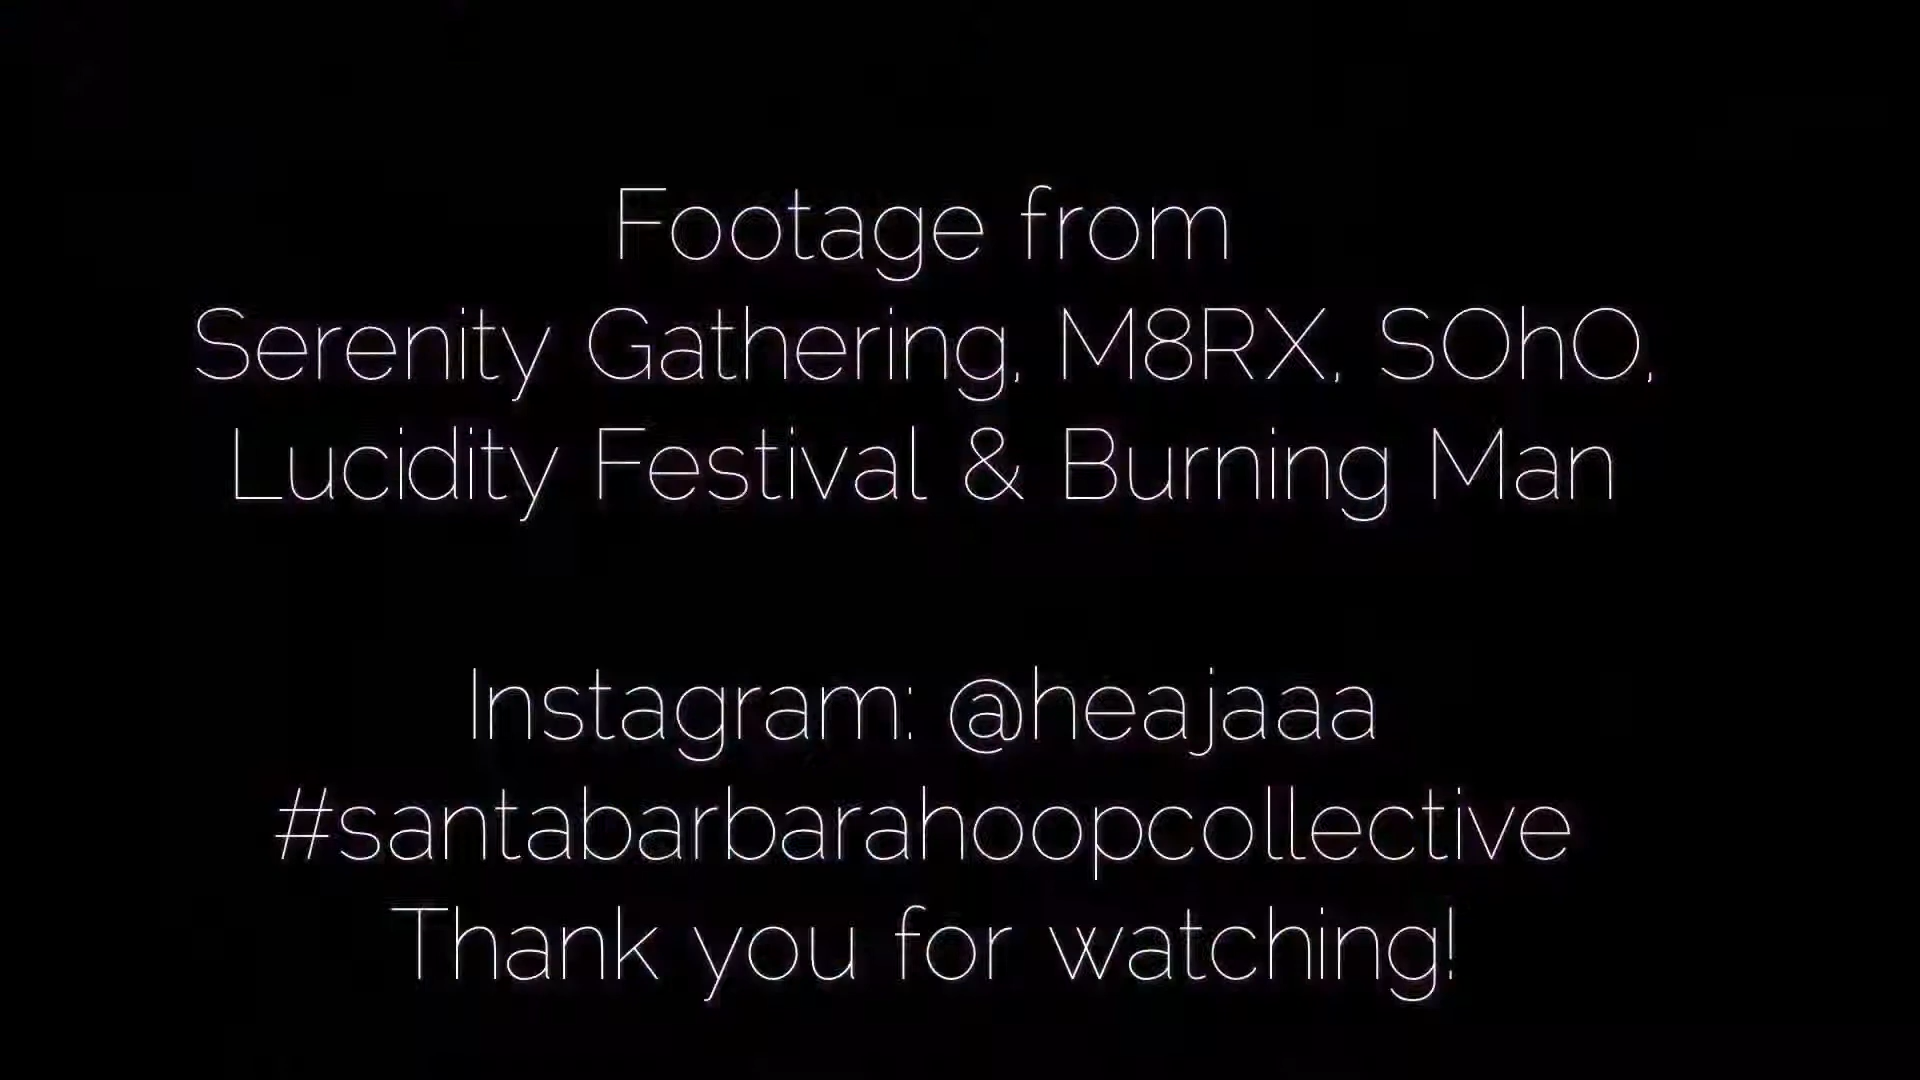 Footage from
Serenity Gathering, M8RX, SOhO,
Lucidity Festival & Burning Man
Instagram: @heajaaa
#santabarbarahoopcollective
Thank you for watching!